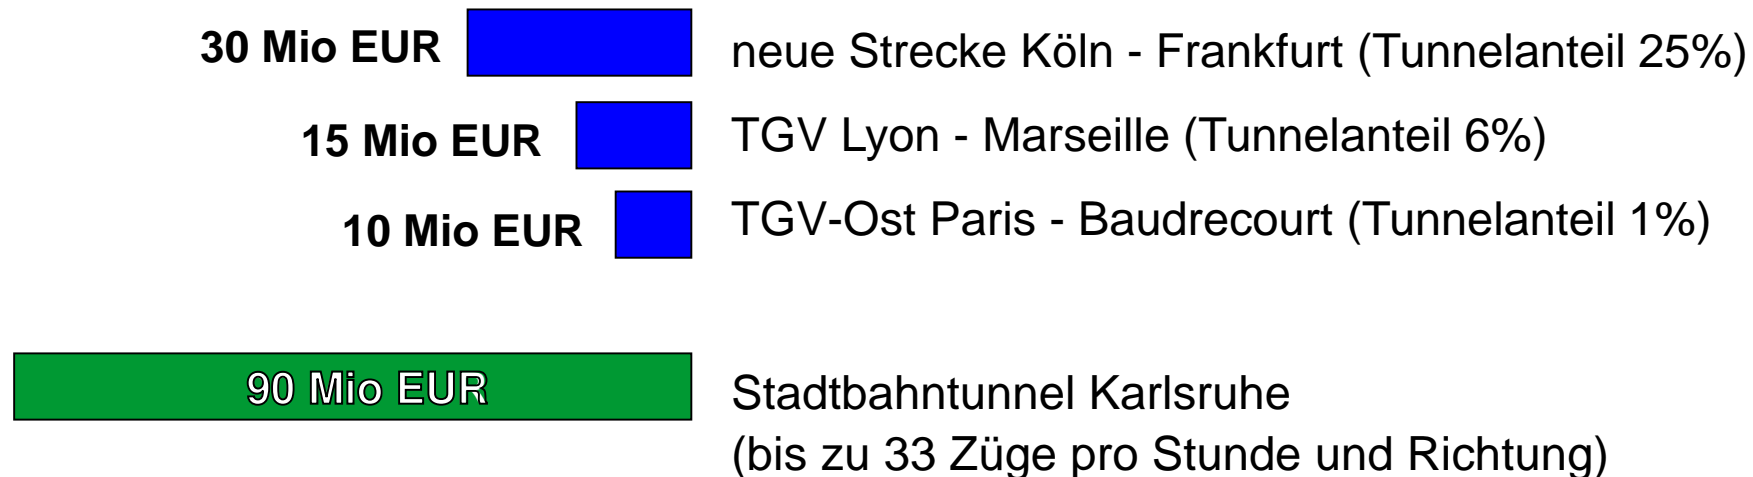 30 Mio EUR neue Strecke Köln - Frankfurt (Tunnelanteil 25%)
15 Mio EUR TGV Lyon - Marseille (Tunnelanteil 6%)
10 Mio EUR TGV-Ost Paris - Baudrecourt (Tunnelanteil 1%)
90 Mio EUR Stadtbahntunnel Karlsruhe
(bis zu 33 Züge pro Stunde und Richtung)